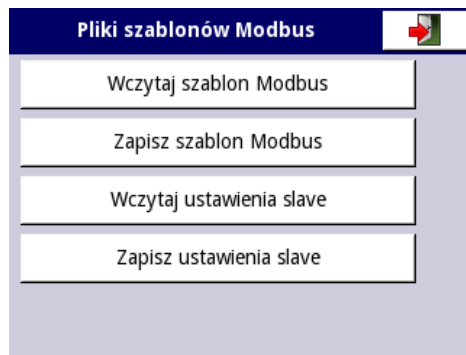 Pliki szablonów Modbus
Wczytaj szablon Modbus
Zapisz szablon Modbus
Wczytaj ustawienia slave
Zapisz ustawienia slave